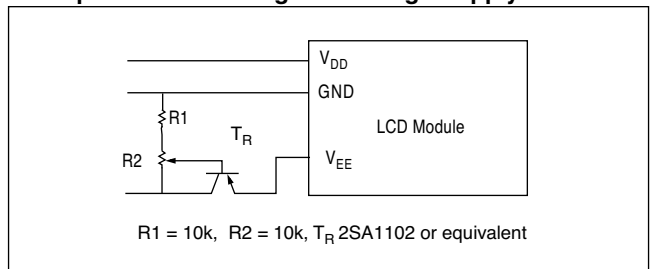 V_DD
GND
R1
T_R
LCD Module
R2
V_EE
R1 = 10k, R2 = 10k, T_R 2SA1102 or equivalent